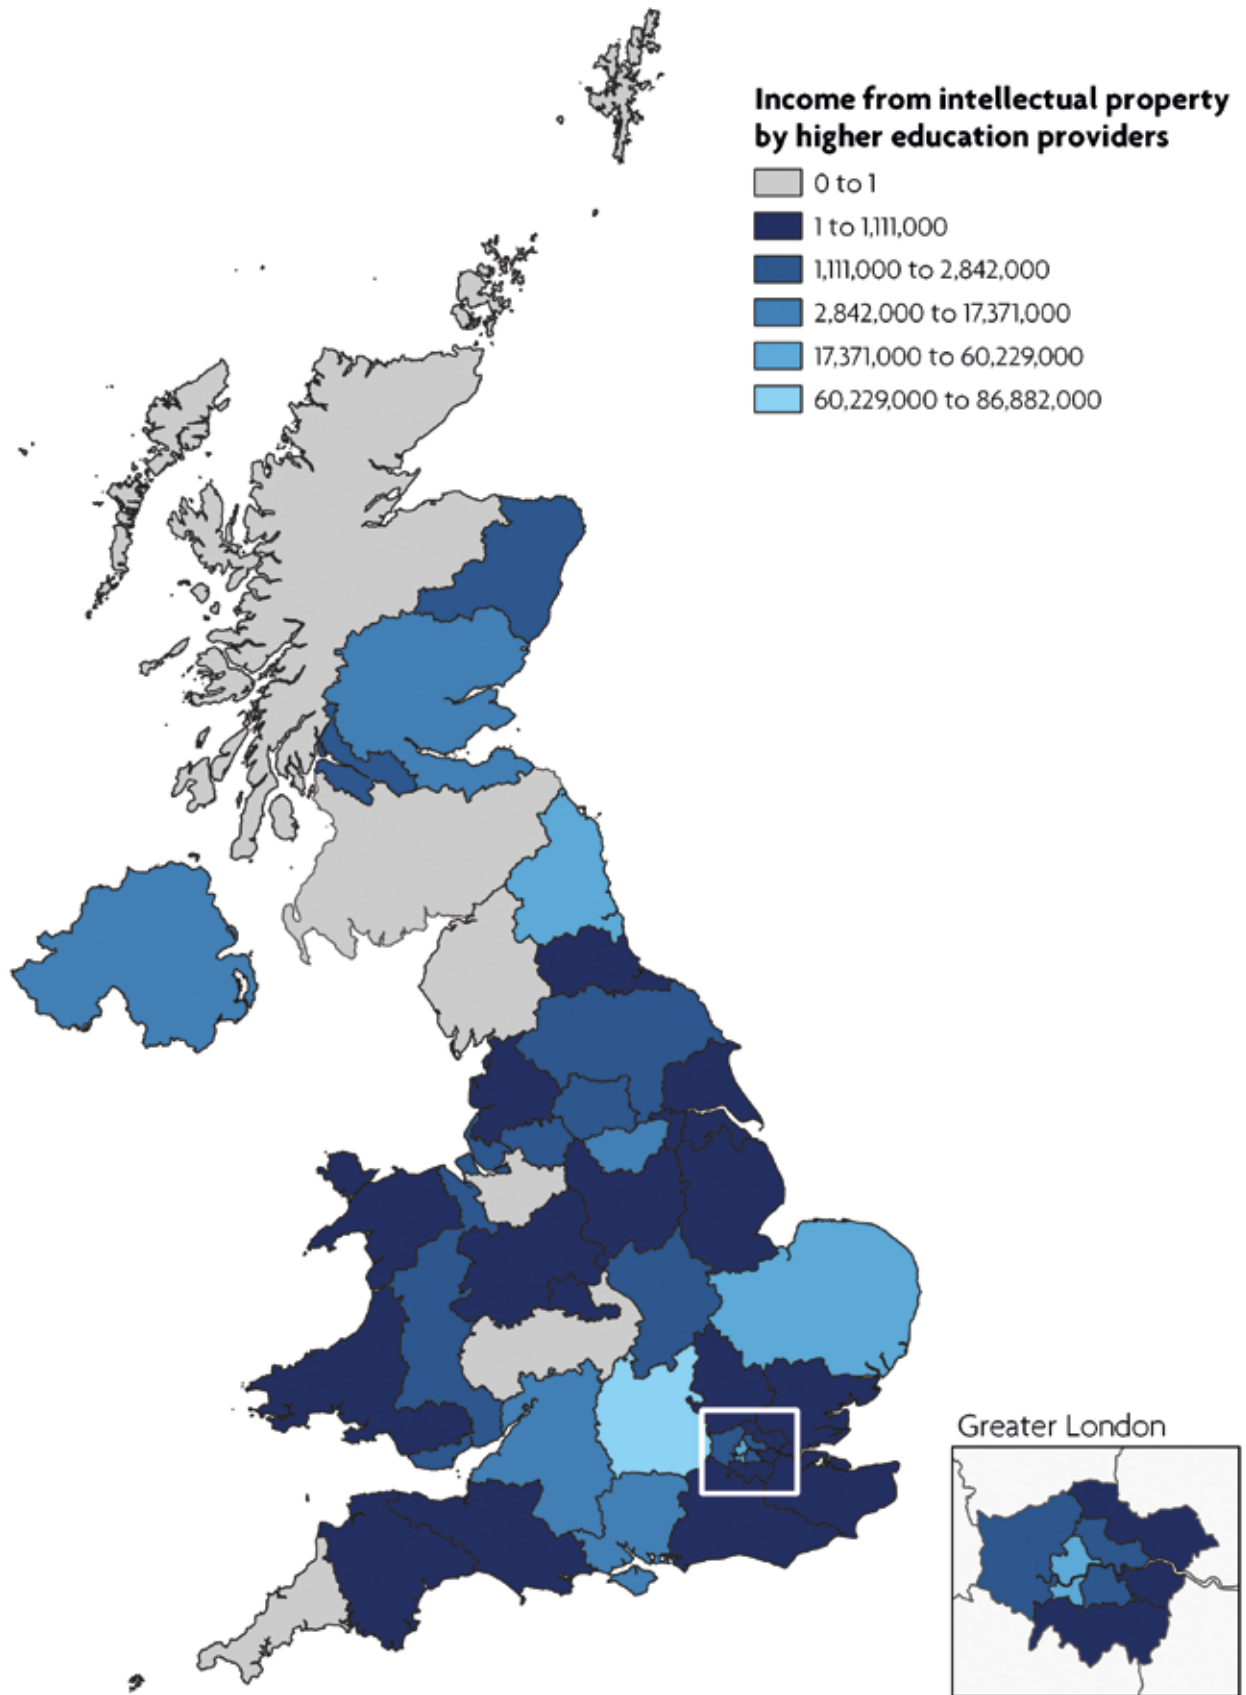 Income from intellectual property
by higher education providers
0 to 1
1 to 1,111,000
1,111,000 to 2,842,000
2,842,000 to 17,371,000
17,371,000 to 60,229,000
60,229,000 to 86,882,000
Greater London